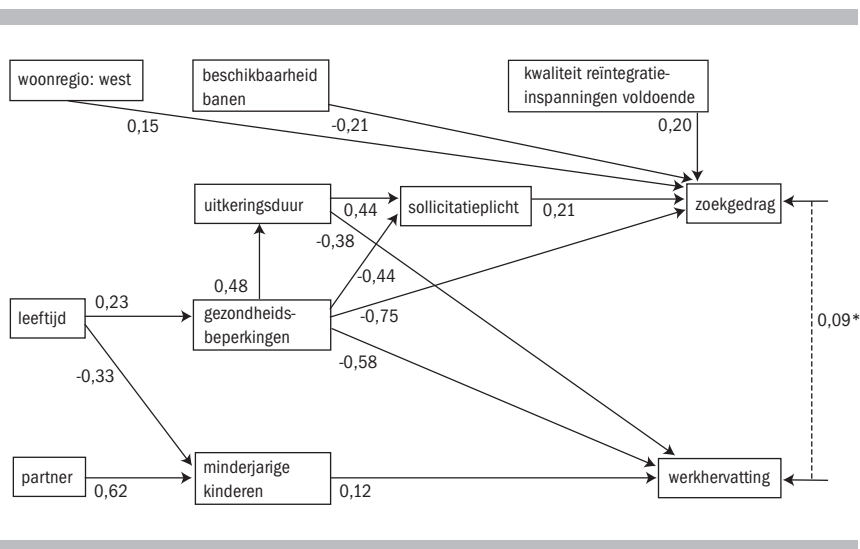 woonregio: west
beschikbaarheid
banen
kwaliteit reïntegratie-
inspanningen voldoende
0,15
-0,21
0,20
uitkeringsduur
0,44
sollicitatieplicht
0,21
zoekgedrag
-0,38
0,48
-0,44
leeftijd
0,23
gezondheids-
beperkingen
-0,75
0,09*
-0,58
-0,33
partner
0,62
minderjarige
kinderen
0,12
werkhervatting